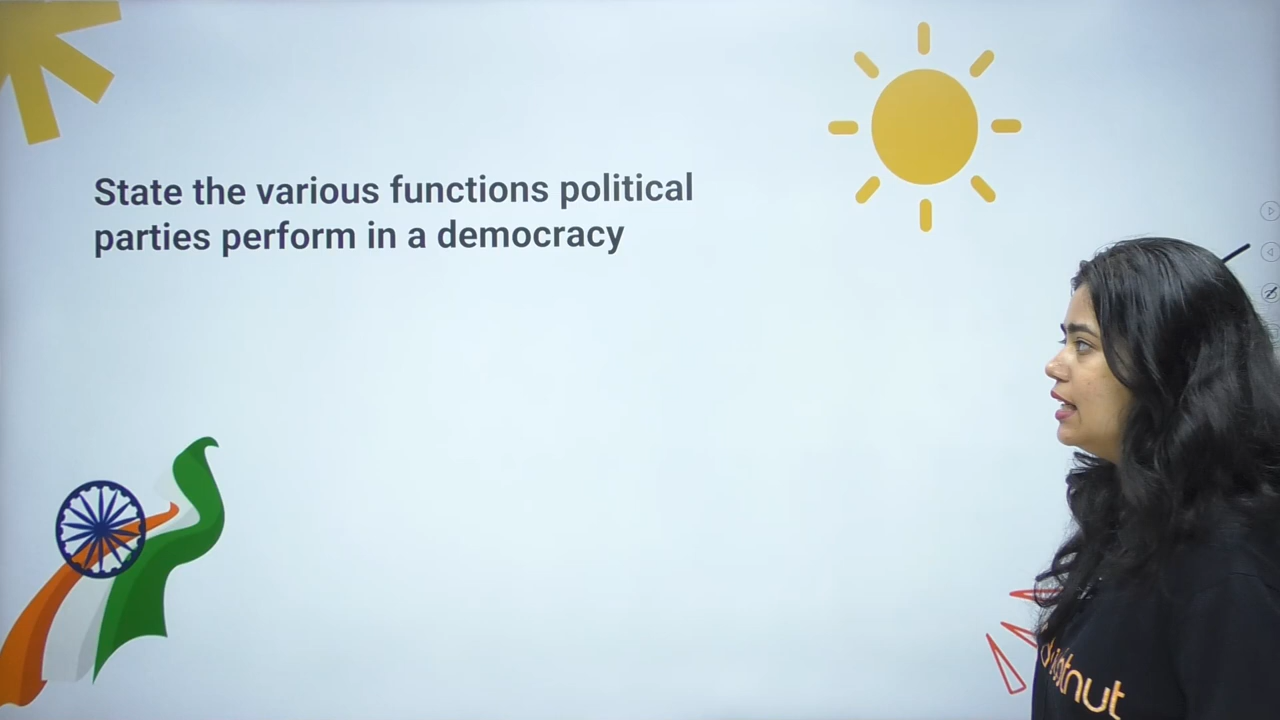 State the various functions political
parties perform in a democracy